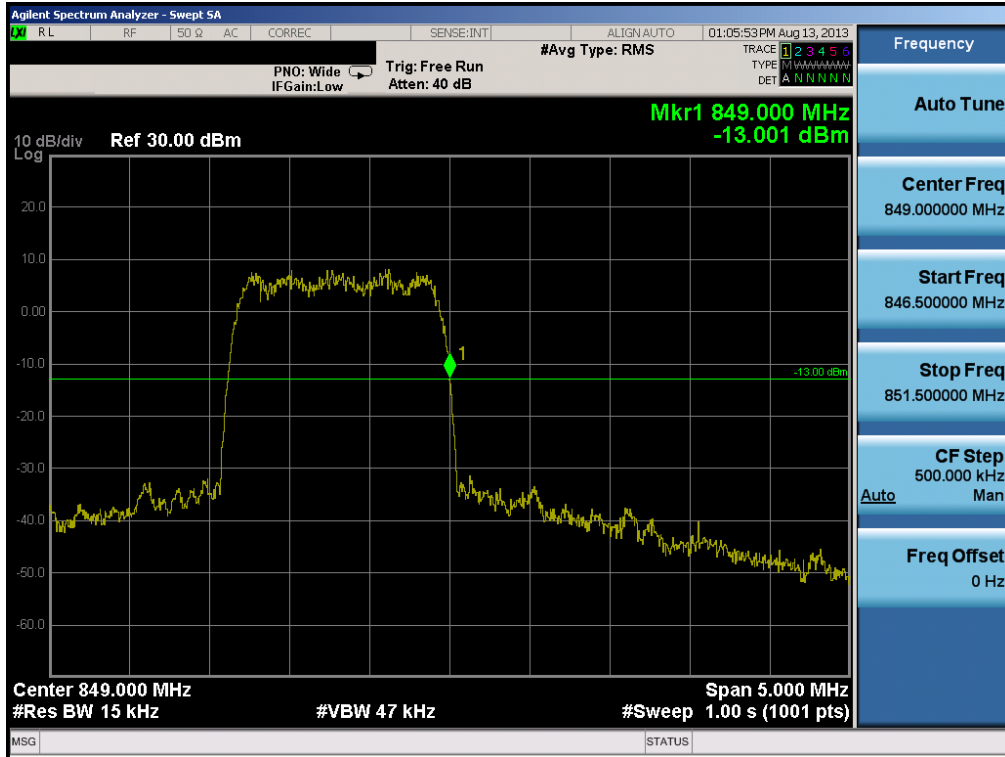 Agilent Spectrum Analyzer - Swept SA
LXI RL RF 50 Ω AC CORREC SENSE:INT ALIGN AUTO 01:05:53 PM Aug 13, 2013
#Avg Type: RMS
TRACE 1 2 3 4 5 6
TYPE M WWWWW
DET A N N N N N
PNO: Wide
IFGain:Low
Trig: Free Run
Atten: 40 dB
Mkr1 849.000 MHz
-13.001 dBm
10 dB/div Ref 30.00 dBm
Log
20.0
10.0
0.00
-10.0
-20.0
-30.0
-40.0
-50.0
-60.0
1
-13.00 dBm
Center 849.000 MHz Span 5.000 MHz
#Res BW 15 kHz #VBW 47 kHz #Sweep 1.00 s (1001 pts)
MSG STATUS
Frequency
Auto Tune
Center Freq
849.000000 MHz
Start Freq
846.500000 MHz
Stop Freq
851.500000 MHz
CF Step
500.000 kHz
Auto Man
Freq Offset
0 Hz